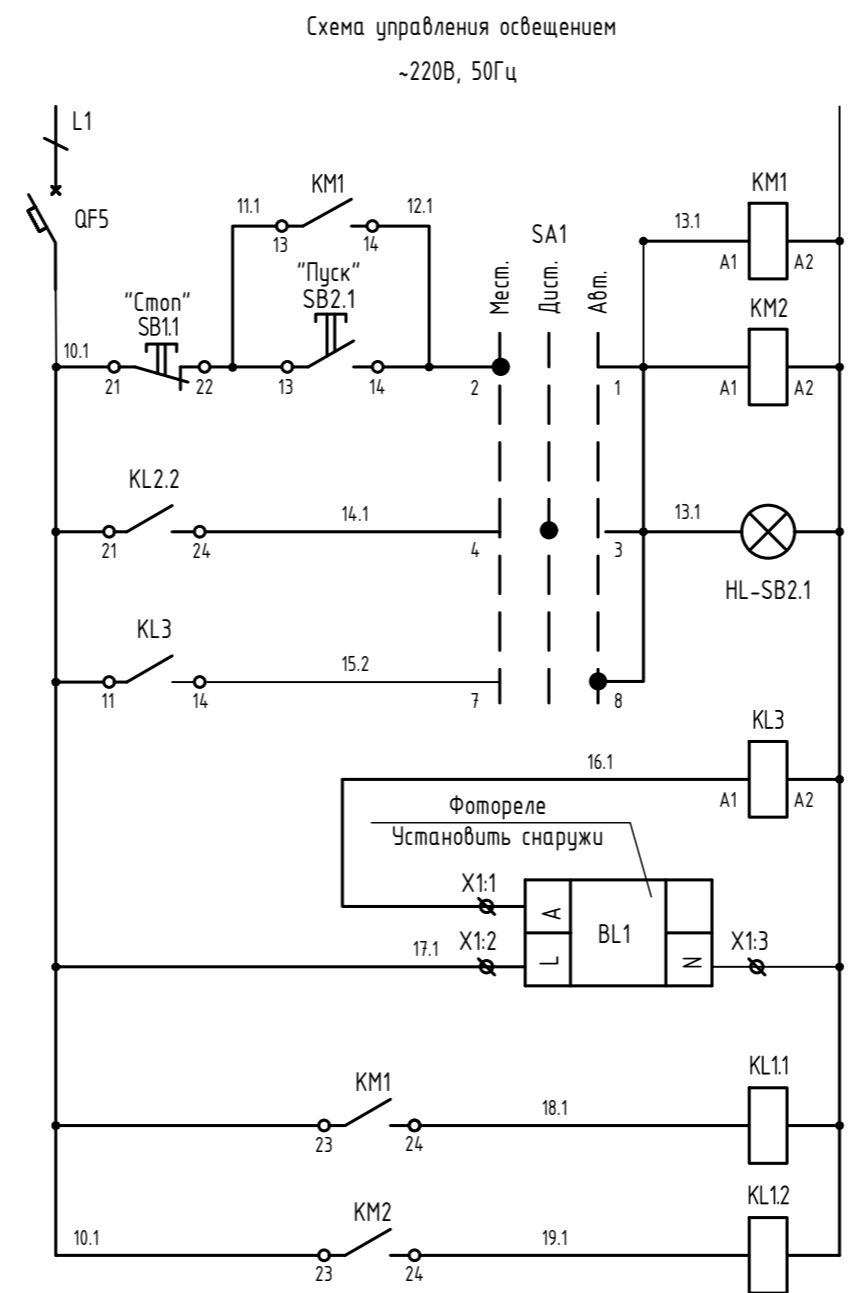 Схема управления освещением
~220В, 50Гц
L1
QF5
KM1
11.1
12.1
13
14
"Пуск"
SB2.1
"Стоп"
SB1.1
10.1
21
22
13
14
SA1
Мест.
Дист.
Авт.
2
1
KM1
13.1
A1
A2
KM2
A1
A2
KL2.2
14.1
21
24
4
3
13.1
HL-SB2.1
KL3
15.2
11
14
7
8
KL3
16.1
A1
A2
Фотореле
Установить снаружи
X1:1
A
BL1
X1:2
17.1
L
N
X1:3
KM1
18.1
23
24
KL1.1
KM2
10.1
19.1
23
24
KL1.2